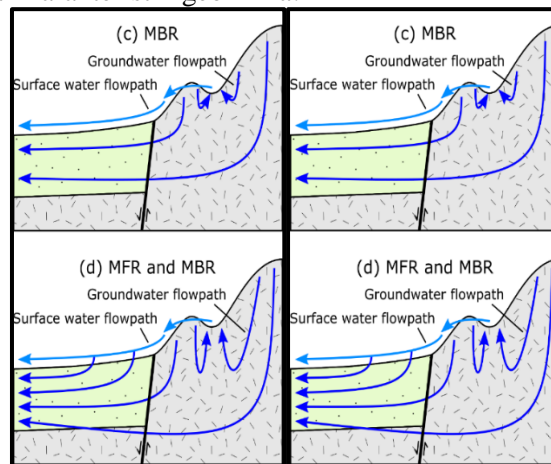 (c) MBR
Groundwater flowpath
Surface water flowpath
(c) MBR
Groundwater flowpath
Surface water flowpath
(d) MFR and MBR
Groundwater flowpath
Surface water flowpath
(d) MFR and MBR
Groundwater flowpath
Surface water flowpath